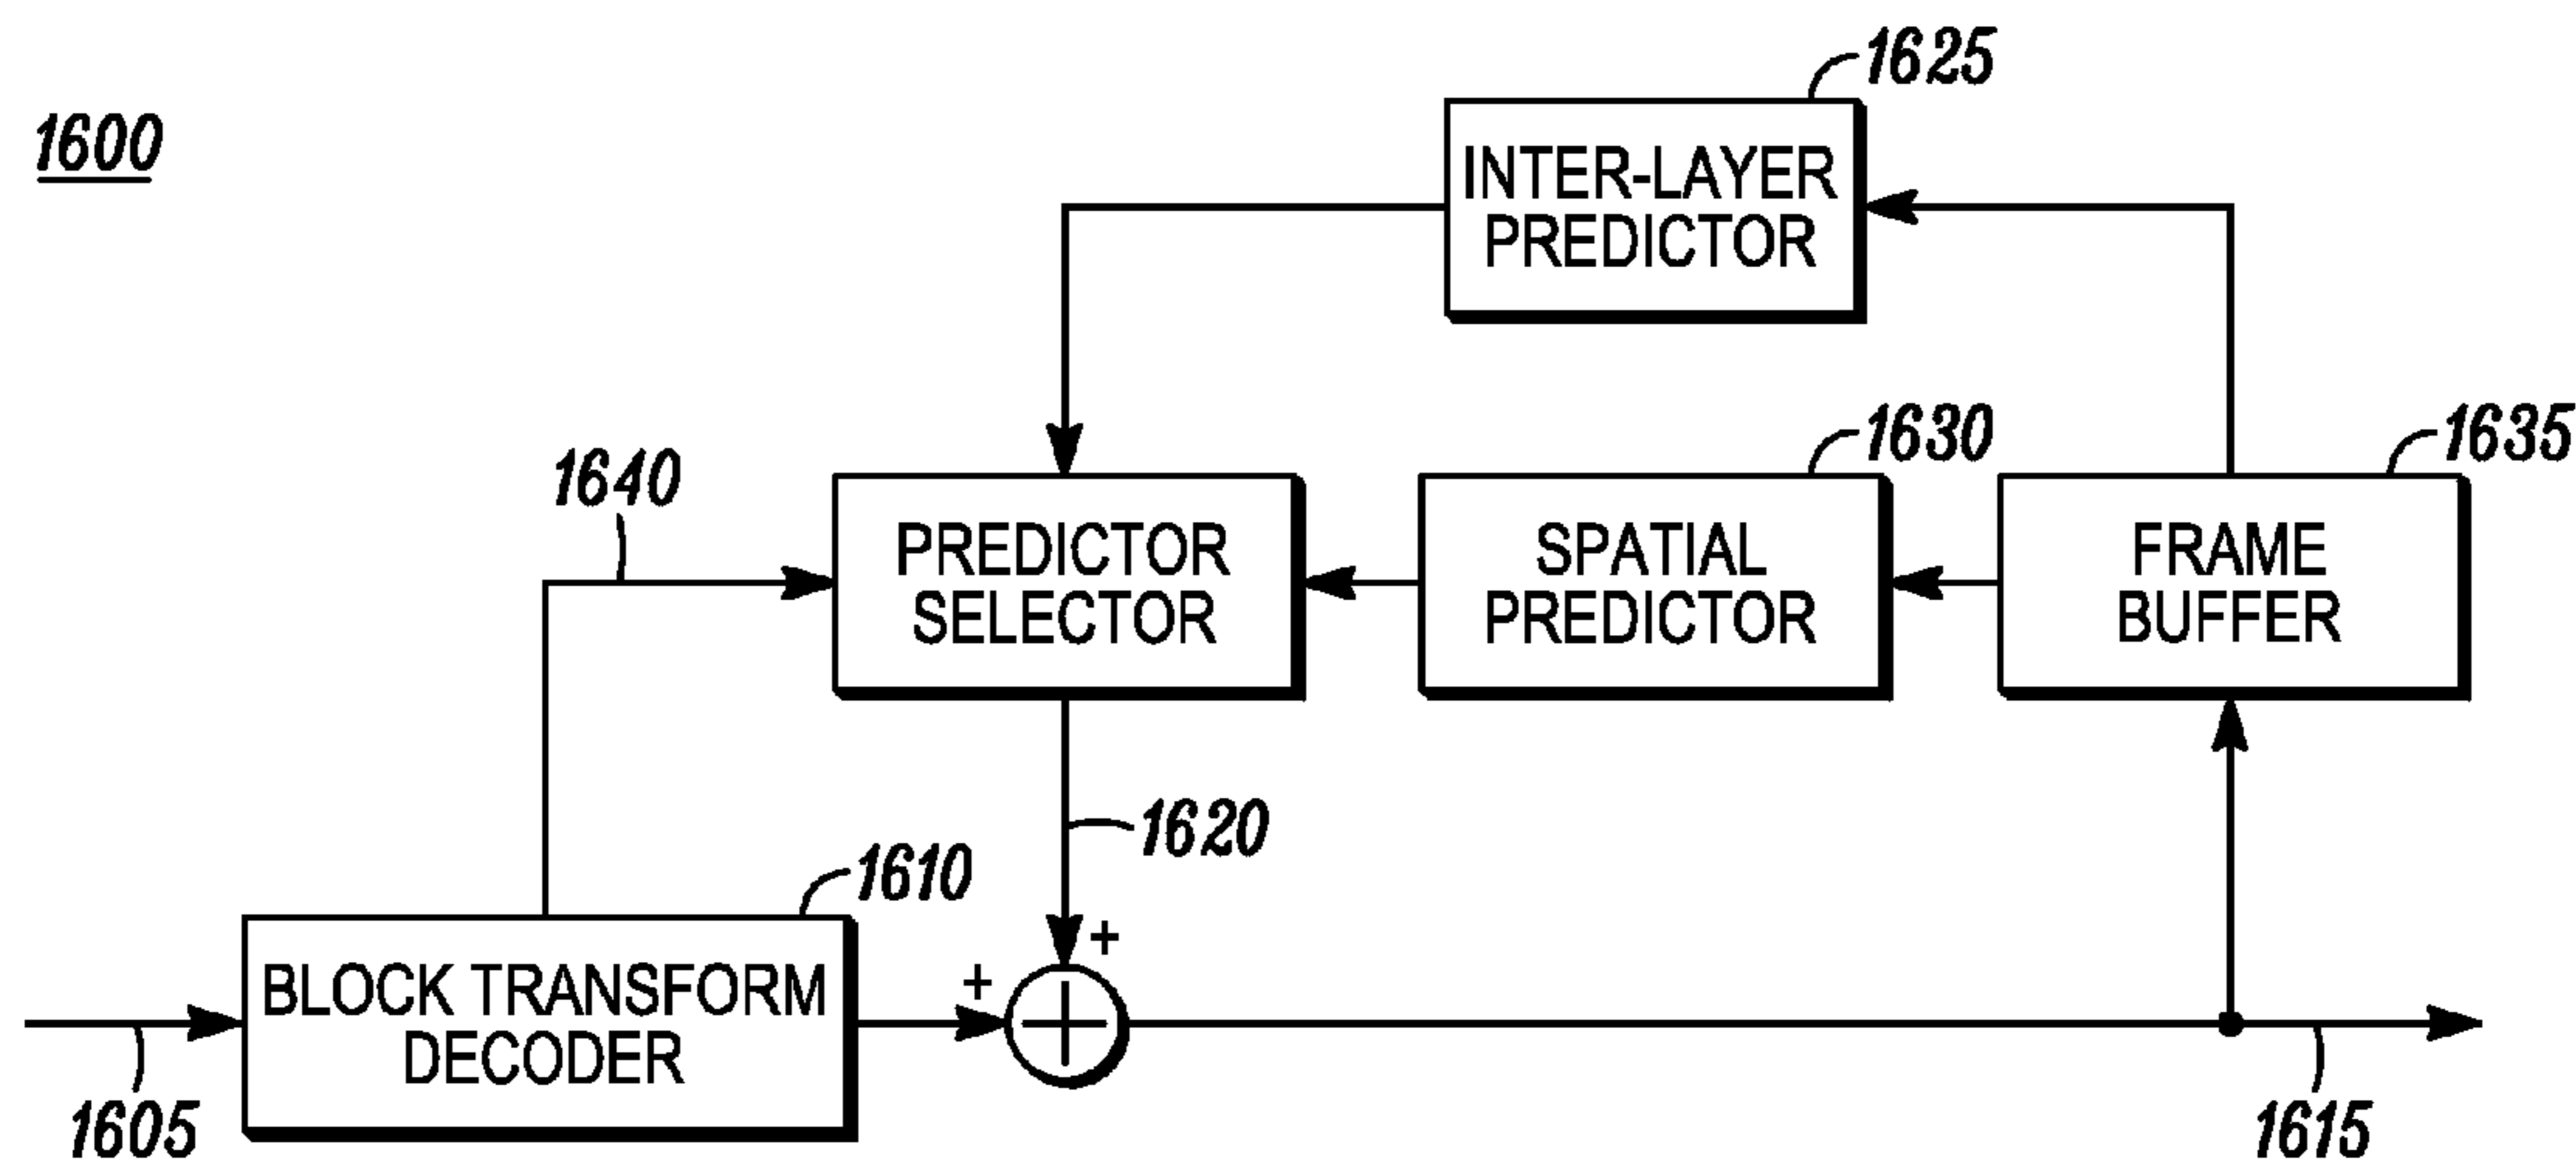 1600
1625
INTER-LAYER
PREDICTOR
1640
1630
1635
PREDICTOR
SELECTOR
SPATIAL
PREDICTOR
FRAME
BUFFER
1620
1610
BLOCK TRANSFORM
DECODER
+
+
1605
1615